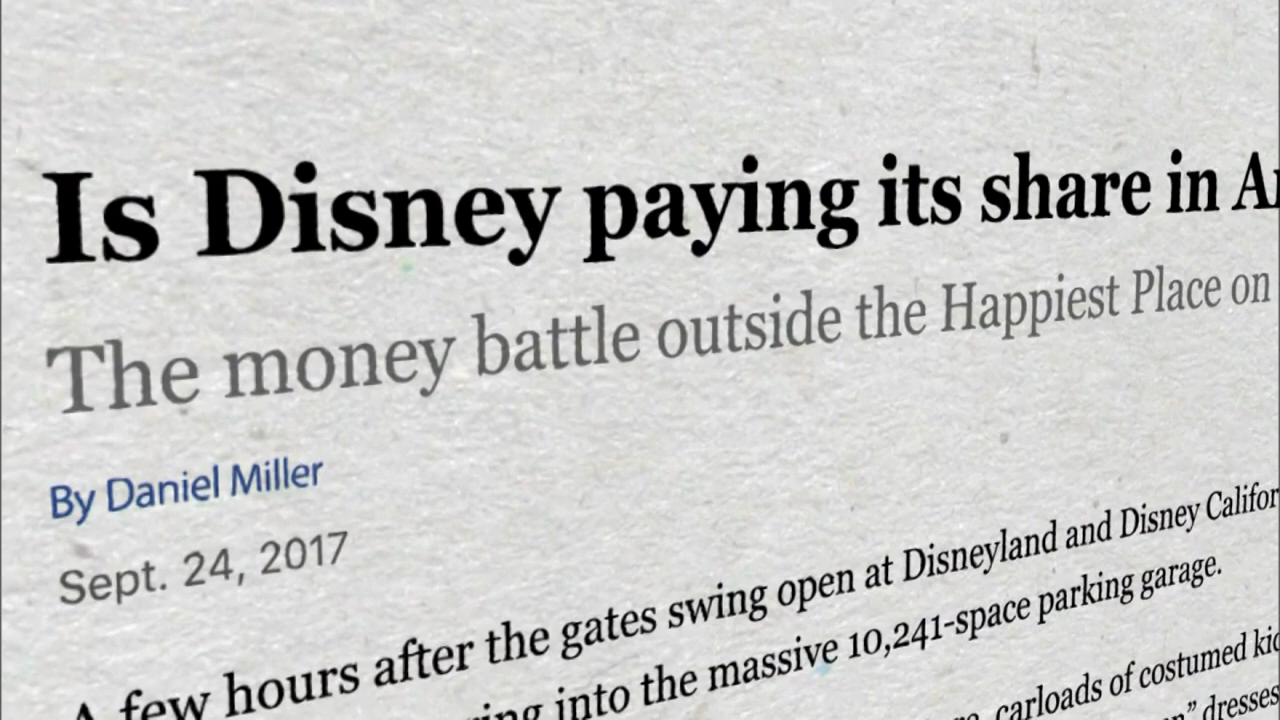 Is Disney paying its share in
The money battle outside the Happiest Place on
By Daniel Miller
Sept. 24, 2017
A few hours after the gates swing open at Disneyland and Disney
into the massive 10,241-space parking garage.
carloads of costumed
dresses